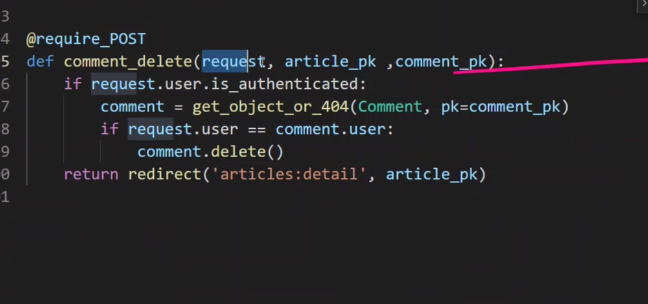 3
4 @require_POST
5 def comment_delete(request, article_pk ,comment_pk):
6 if request.user.is_authenticated:
7 comment = get_object_or_404(Comment, pk=comment_pk)
8 if request.user == comment.user:
9 comment.delete()
0 return redirect('articles:detail', article_pk)
1